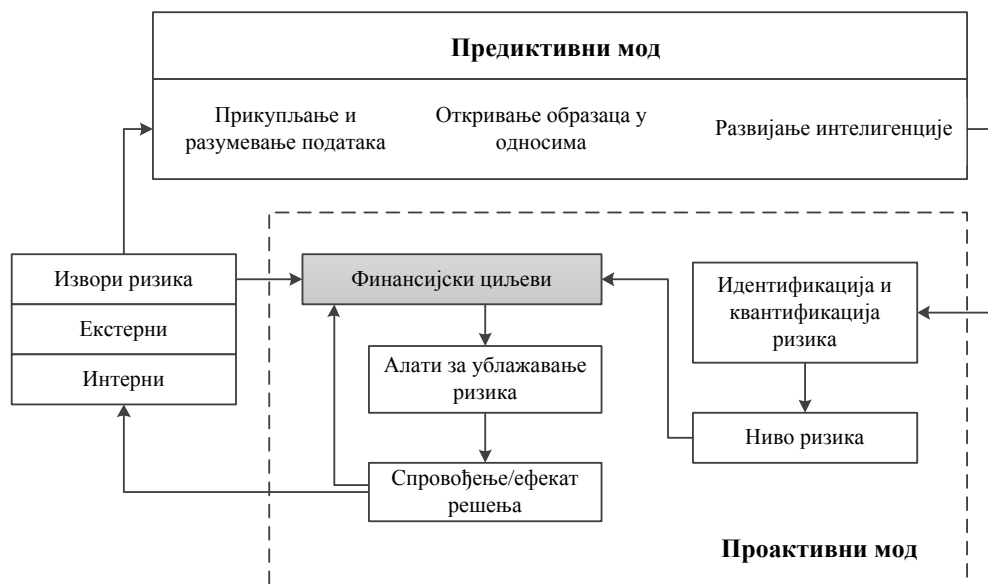 Предиктивни мод
Прикупљање и
разумевање података
Откривање образаца у
односима
Развијање интелигенције
Извори ризика
Екстерни
Интерни
Финансијски циљеви
Алати за ублажавање
ризика
Спровођење/ефекат
решења
Идентификација и
квантификација
ризика
Ниво ризика
Проактивни мод